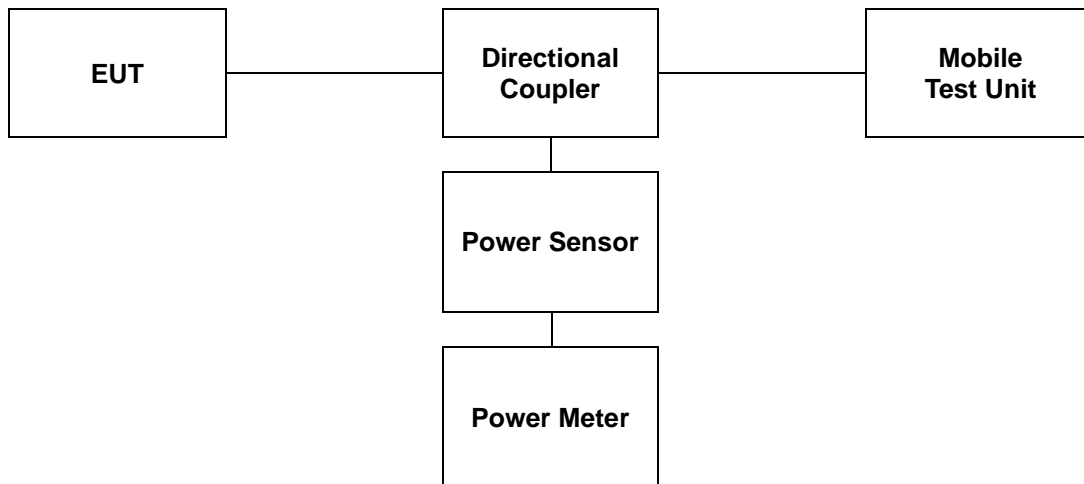 EUT
Directional
Coupler
Mobile
Test Unit
Power Sensor
Power Meter